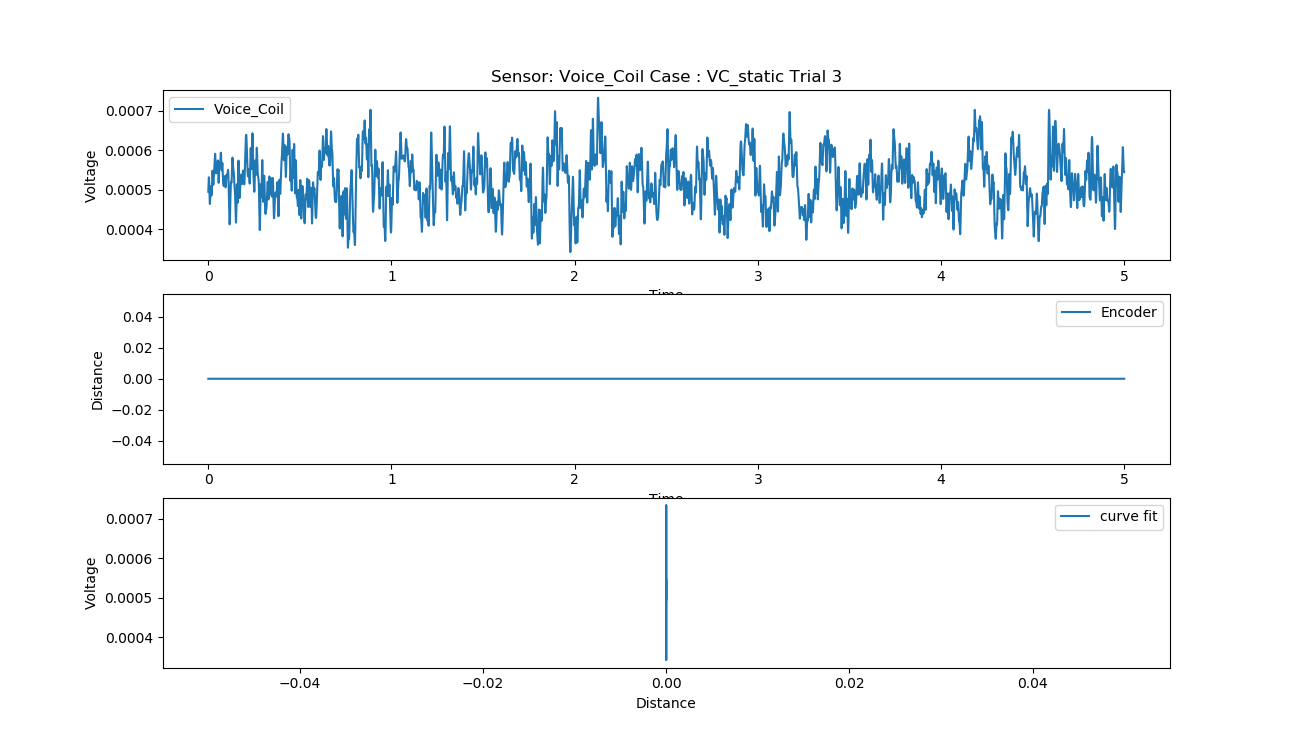 Sensor: Voice_Coil Case : VC_static Trial 3
Voice_Coil
Voltage
0.0007
0.0006
0.0005
0.0004
0 1 2 3 4 5
Time
Encoder
Distance
0.04
0.02
0.00
−0.02
−0.04
0 1 2 3 4 5
Time
curve fit
Voltage
0.0007
0.0006
0.0005
0.0004
−0.04 −0.02 0.00 0.02 0.04
Distance